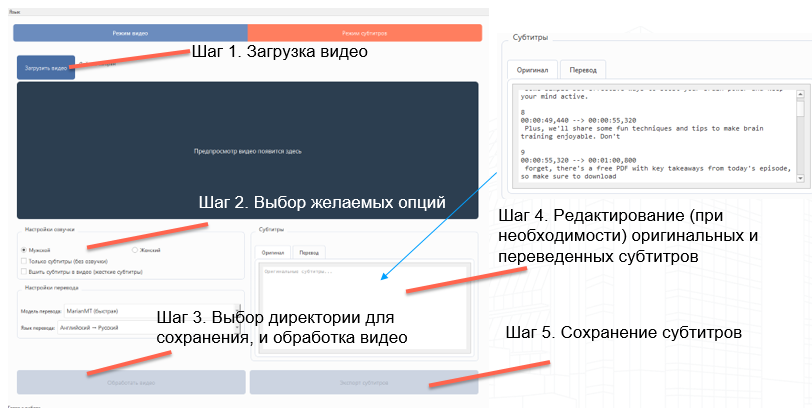 Язык
Режим видео
Режим субтитров
Шаг 1. Загрузка видео
Загрузить видео
Предпросмотр видео появится здесь
Шаг 2. Выбор желаемых опций
Настройки озвучки
Мужской
Женский
Только субтитры (без озвучки)
Вшить субтитры в видео (жесткие субтитры)
Настройки перевода
Модель перевода: MarianMT (быстрая)
Язык перевода: Английский → Русский
Шаг 3. Выбор директории для
сохранения, и обработка видео
Обработать видео
Субтитры
Оригинал
Перевод
Оригинальные субтитры...
Экспорт субтитров
Субтитры
Оригинал
Перевод
your mind active.
8
00:00:49,440 --> 00:00:55,320
Plus, we'll share some fun techniques and tips to make brain
training enjoyable. Don't
9
00:00:55,320 --> 00:01:00,800
forget, there's a free PDF with key takeaways from today's episode,
so make sure to download
Шаг 4. Редактирование (при
необходимости) оригинальных и
переведенных субтитров
Шаг 5. Сохранение субтитров